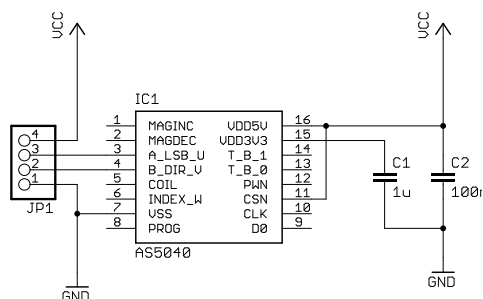 VCC
VCC
IC1
1 MAGINC VDD5V 16
2 MAGDEC VDD3V3 15
3 A_LSB_U T_B_1 14
4 B_DIR_V T_B_0 13
5 COIL PWN 12
6 INDEX_W CSN 11
7 VSS CLK 10
8 PROG DO 9
AS5040
4
3
2
1
JP1
C1
1u
C2
100n
GND
GND